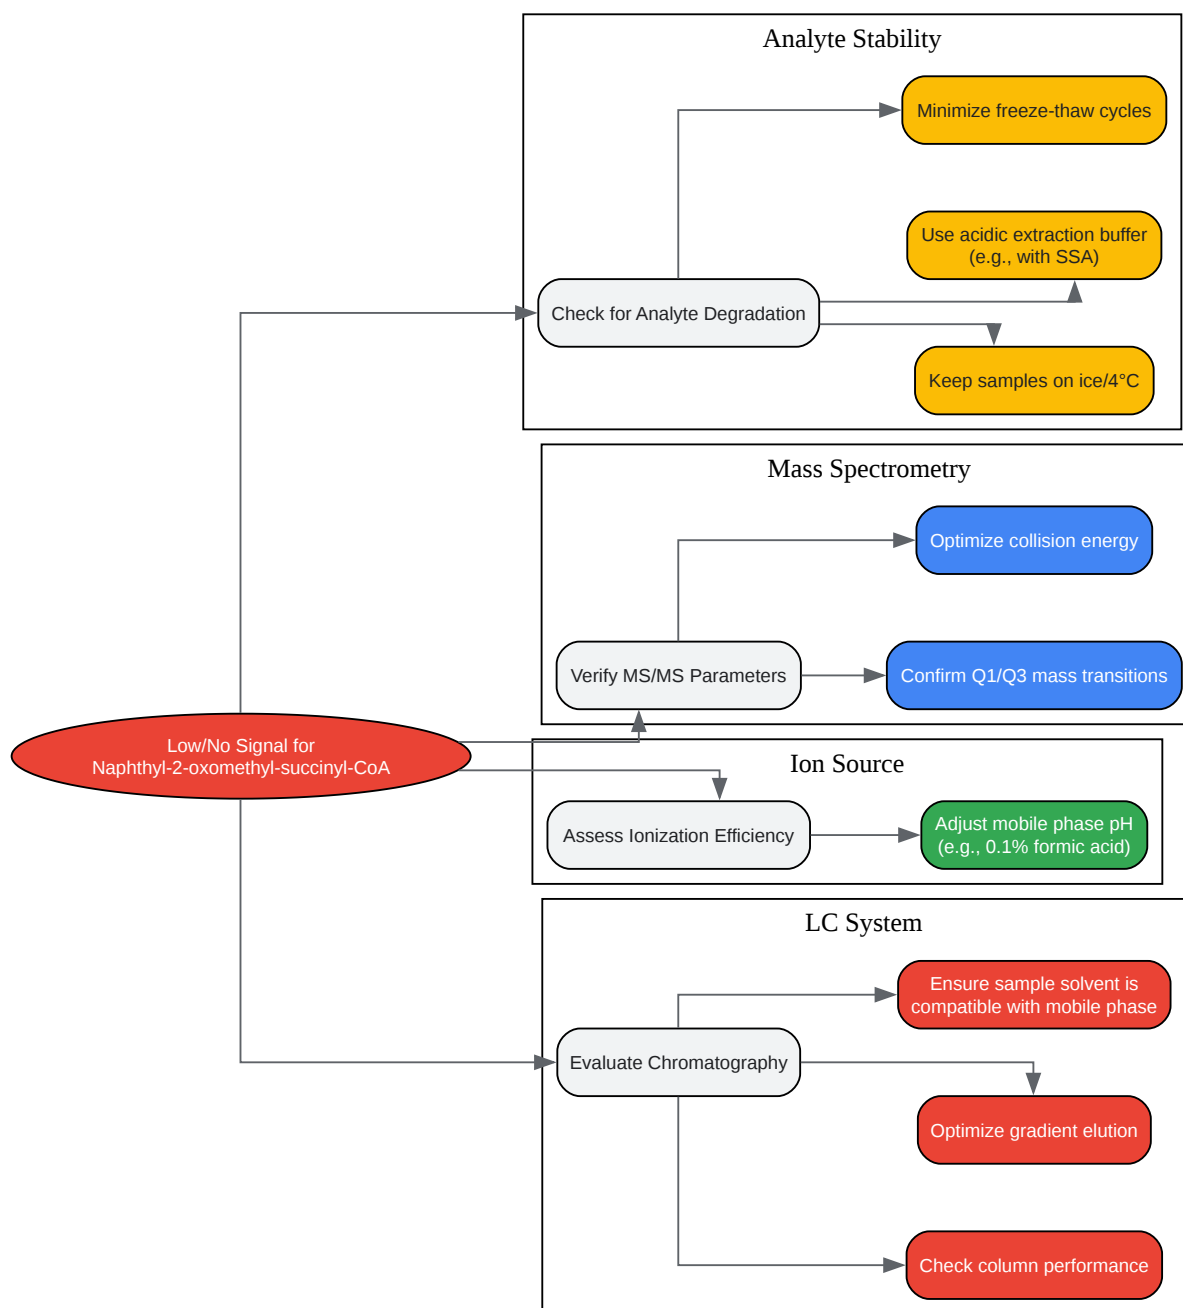 Analyte Stability
Minimize freeze-thaw cycles
Use acidic extraction buffer
(e.g., with SSA)
Check for Analyte Degradation
Keep samples on ice/4°C
Mass Spectrometry
Optimize collision energy
Verify MS/MS Parameters
Confirm Q1/Q3 mass transitions
Low/No Signal for
Naphthyl-2-oxomethyl-succinyl-CoA
Ion Source
Assess Ionization Efficiency
Adjust mobile phase pH
(e.g., 0.1% formic acid)
LC System
Ensure sample solvent is
compatible with mobile phase
Evaluate Chromatography
Optimize gradient elution
Check column performance